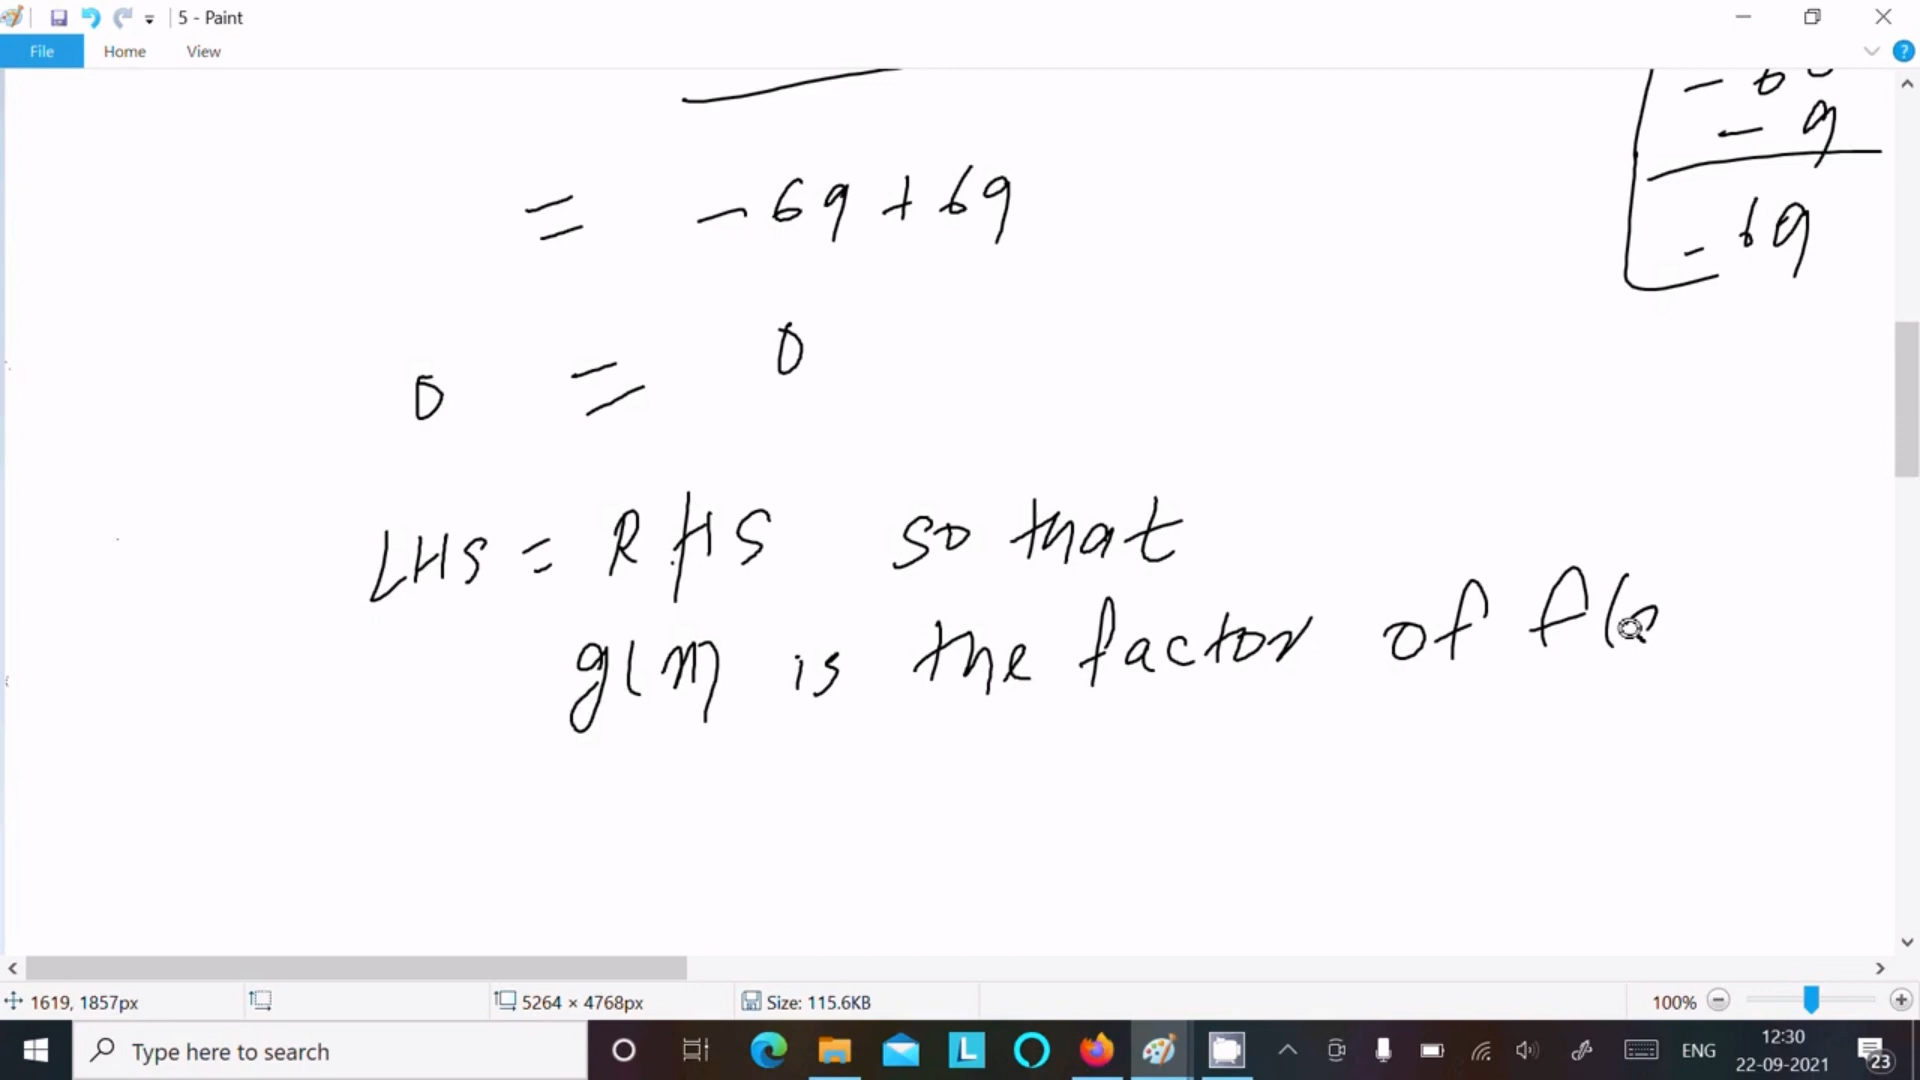 5 - Paint
File Home View
- 9
= - 69 + 69
= 69
0 = 0
LHS = RHS so that
g(x) is the factor of f(
1619, 1857px 5264 × 4768px Size: 115.6KB 100%
Type here to search ENG 12:30
22-09-2021 23